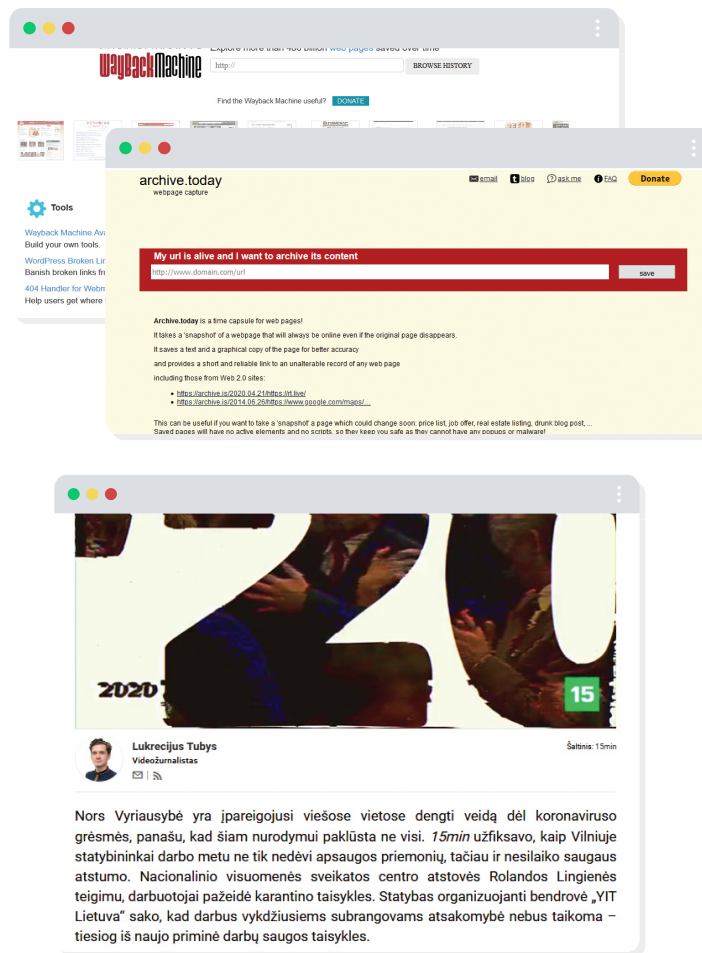 Explore more than 400 billion web pages saved over time
WayBackMachine
http://
BROWSE HISTORY
Find the Wayback Machine useful? DONATE
Tools
Wayback Machine Ava
Build your own tools.
WordPress Broken Lin
Banish broken links fro
404 Handler for Webm
Help users get where
archive.today
webpage capture
email blog ask me FAQ Donate
My url is alive and I want to archive its content
http://www.domain.com/url save
Archive.today is a time capsule for web pages!
It takes a 'snapshot' of a webpage that will always be online even if the original page disappears.
It saves a text and a graphical copy of the page for better accuracy
and provides a short and reliable link to an unalterable record of any web page
including those from Web 2.0 sites:
• https://archive.is/2020.04.21/https://rt.live/
• https://archive.is/2014.06.26/https://www.google.com/maps/...
This can be useful if you want to take a 'snapshot' a page which could change soon: price list, job offer, real estate listing, drunk blog post, ...
Saved pages will have no active elements and no scripts, so they keep you safe as they cannot have any popups or malware!
20
2020
15
Lukrecijus Tubys
Videožurnalistas
Šaltinis: 15min
Nors Vyriausybė yra įpareigojusi viešose vietose dengti veidą dėl koronaviruso
grėsmės, panašu, kad šiam nurodymui paklūsta ne visi. 15min užfiksavo, kaip Vilniuje
statybininkai darbo metu ne tik nedėvi apsaugos priemonių, tačiau ir nesilaiko saugaus
atstumo. Nacionalinio visuomenės sveikatos centro atstovės Rolandos Lingienės
teigimu, darbuotojai pažeidė karantino taisykles. Statybas organizuojanti bendrovė „YIT
Lietuva“ sako, kad darbus vykdžiusiems subrangovams atsakomybė nebus taikoma –
tiesiog iš naujo priminė darbų saugos taisykles.